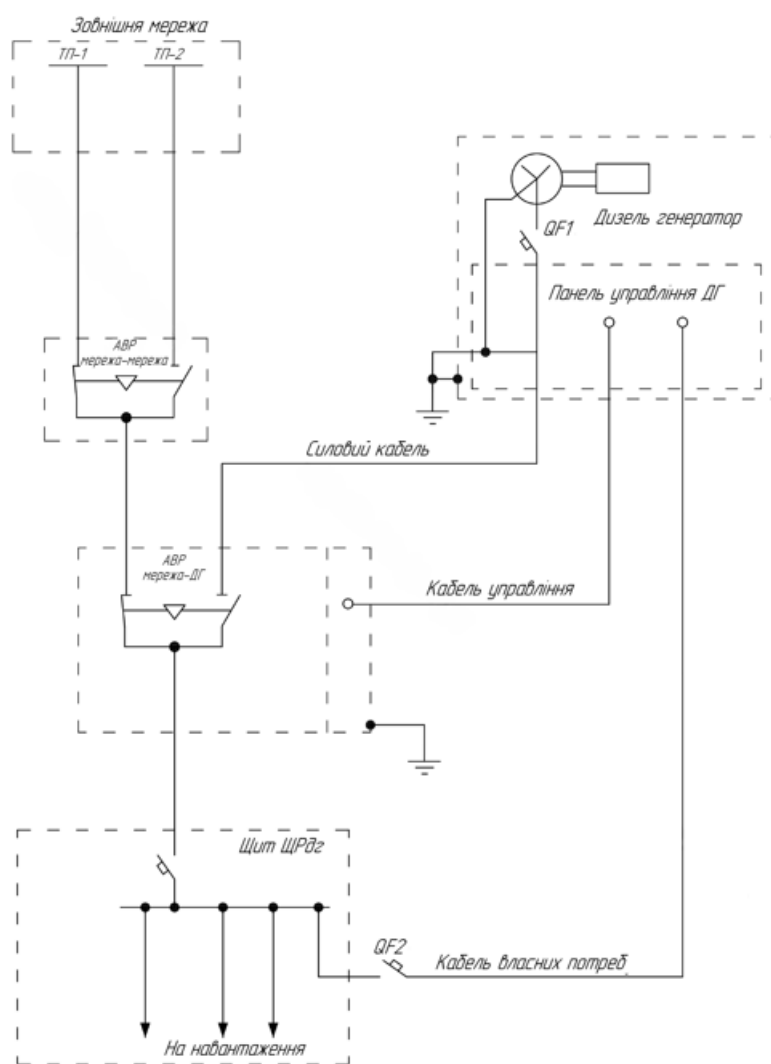 Зовнішня мережа
ТП-1 ТП-2
QF1
Дизель генератор
Панель управління ДГ
АВР
мережа-мережа
Силовий кабель
АВР
мережа-ДГ
Кабель управління
Щит ЩРдг
QF2
Кабель власних потреб
На навантаження